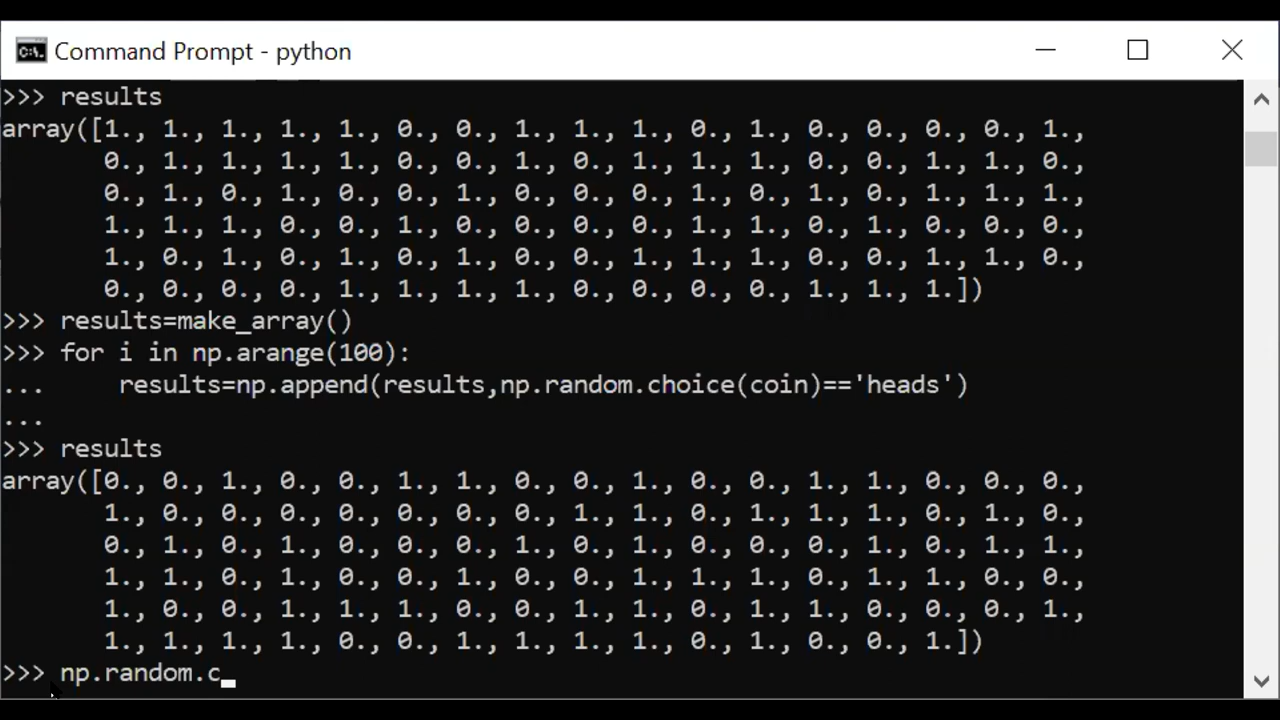 Command Prompt - python
>>> results
array([1., 1., 1., 1., 1., 0., 0., 1., 1., 1., 0., 1., 0., 0., 0., 0., 1.,
       0., 1., 1., 1., 1., 0., 0., 1., 0., 1., 1., 1., 0., 0., 1., 1., 0.,
       0., 1., 0., 1., 0., 0., 1., 0., 0., 0., 1., 0., 1., 0., 1., 1., 1.,
       1., 1., 1., 0., 0., 1., 0., 0., 0., 0., 1., 1., 0., 1., 0., 0., 0.,
       1., 0., 1., 0., 1., 0., 1., 0., 0., 1., 1., 1., 0., 0., 1., 1., 0.,
       0., 0., 0., 0., 1., 1., 1., 1., 0., 0., 0., 0., 1., 1., 1.])
>>> results=make_array()
>>> for i in np.arange(100):
...     results=np.append(results,np.random.choice(coin)=='heads')
...
>>> results
array([0., 0., 1., 0., 0., 1., 1., 0., 0., 1., 0., 0., 1., 1., 0., 0., 0.,
       1., 0., 0., 0., 0., 0., 0., 0., 1., 1., 0., 1., 1., 1., 0., 1., 0.,
       0., 1., 0., 1., 0., 0., 0., 1., 0., 1., 0., 0., 0., 1., 0., 1., 1.,
       1., 1., 0., 1., 0., 0., 1., 0., 0., 1., 1., 1., 0., 1., 1., 0., 0.,
       1., 0., 0., 1., 1., 1., 0., 0., 1., 1., 0., 1., 1., 0., 0., 0., 1.,
       1., 1., 1., 1., 0., 0., 1., 1., 1., 1., 0., 1., 0., 0., 1.])
>>> np.random.c